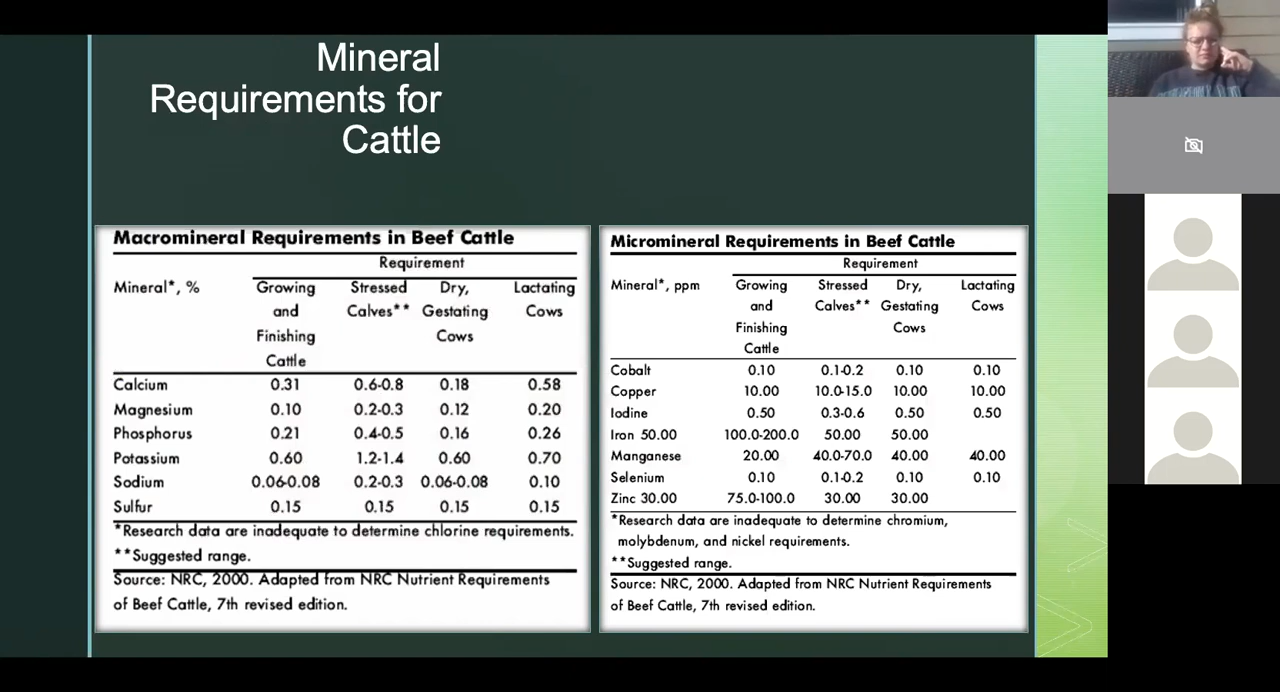 Mineral
Requirements for
Cattle
Macromineral Requirements in Beef Cattle
Requirement
Mineral*, % Growing Stressed Dry, Lactating
and Calves** Gestating Cows
Finishing Cows
Cattle
Calcium 0.31 0.6-0.8 0.18 0.58
Magnesium 0.10 0.2-0.3 0.12 0.20
Phosphorus 0.21 0.4-0.5 0.16 0.26
Potassium 0.60 1.2-1.4 0.60 0.70
Sodium 0.06-0.08 0.2-0.3 0.06-0.08 0.10
Sulfur 0.15 0.15 0.15 0.15
*Research data are inadequate to determine chlorine requirements.
**Suggested range.
Source: NRC, 2000. Adapted from NRC Nutrient Requirements
of Beef Cattle, 7th revised edition.
Micromineral Requirements in Beef Cattle
Requirement
Mineral*, ppm Growing Stressed Dry, Lactating
and Calves** Gestating Cows
Finishing Cows
Cattle
Cobalt 0.10 0.1-0.2 0.10 0.10
Copper 10.00 10.0-15.0 10.00 10.00
Iodine 0.50 0.3-0.6 0.50 0.50
Iron 50.00 100.0-200.0 50.00 50.00
Manganese 20.00 40.0-70.0 40.00 40.00
Selenium 0.10 0.1-0.2 0.10 0.10
Zinc 30.00 75.0-100.0 30.00 30.00
*Research data are inadequate to determine chromium,
molybdenum, and nickel requirements.
**Suggested range.
Source: NRC, 2000. Adapted from NRC Nutrient Requirements
of Beef Cattle, 7th revised edition.